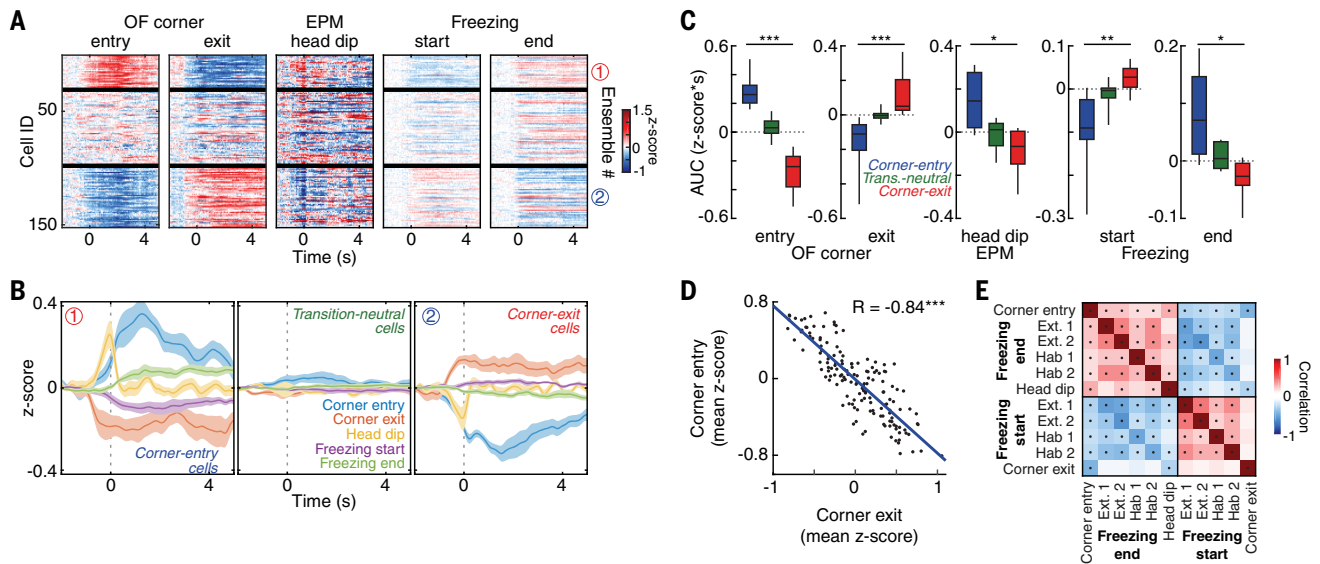 A
OF corner
EPM
Freezing
entry
exit
head dip
start
end
Cell ID
50
150
0 4
0 4
0 4
0 4
0 4
Time (s)
1
2
Ensemble #
1.5
0
-1
z-score
B
1
Corner-entry
cells
Transition-neutral
cells
2
Corner-exit
cells
Corner entry
Corner exit
Head dip
Freezing start
Freezing end
z-score
0.4
0
-0.4
0 4
0 4
0 4
Time (s)
C
AUC (z-score*s)
0.6
0
-0.6
***
entry
0.4
0
-0.6
***
exit
OF corner
Corner-entry
Trans.-neutral
Corner-exit
0.4
0
-0.4
*
head dip
EPM
0.1
0
-0.3
**
start
0.2
0
-0.1
*
end
Freezing
D
R = -0.84***
Corner entry
(mean z-score)
0.8
0
-0.8
-1 0 1
Corner exit
(mean z-score)
E
Corner entry
Freezing
end
Ext. 1
Ext. 2
Hab 1
Hab 2
Head dip
Freezing
start
Ext. 1
Ext. 2
Hab 1
Hab 2
Corner exit
Corner entry
Ext. 1
Ext. 2
Hab 1
Hab 2
Head dip
Ext. 1
Ext. 2
Hab 1
Hab 2
Corner exit
Freezing
end
Freezing
start
1
0
-1
Correlation